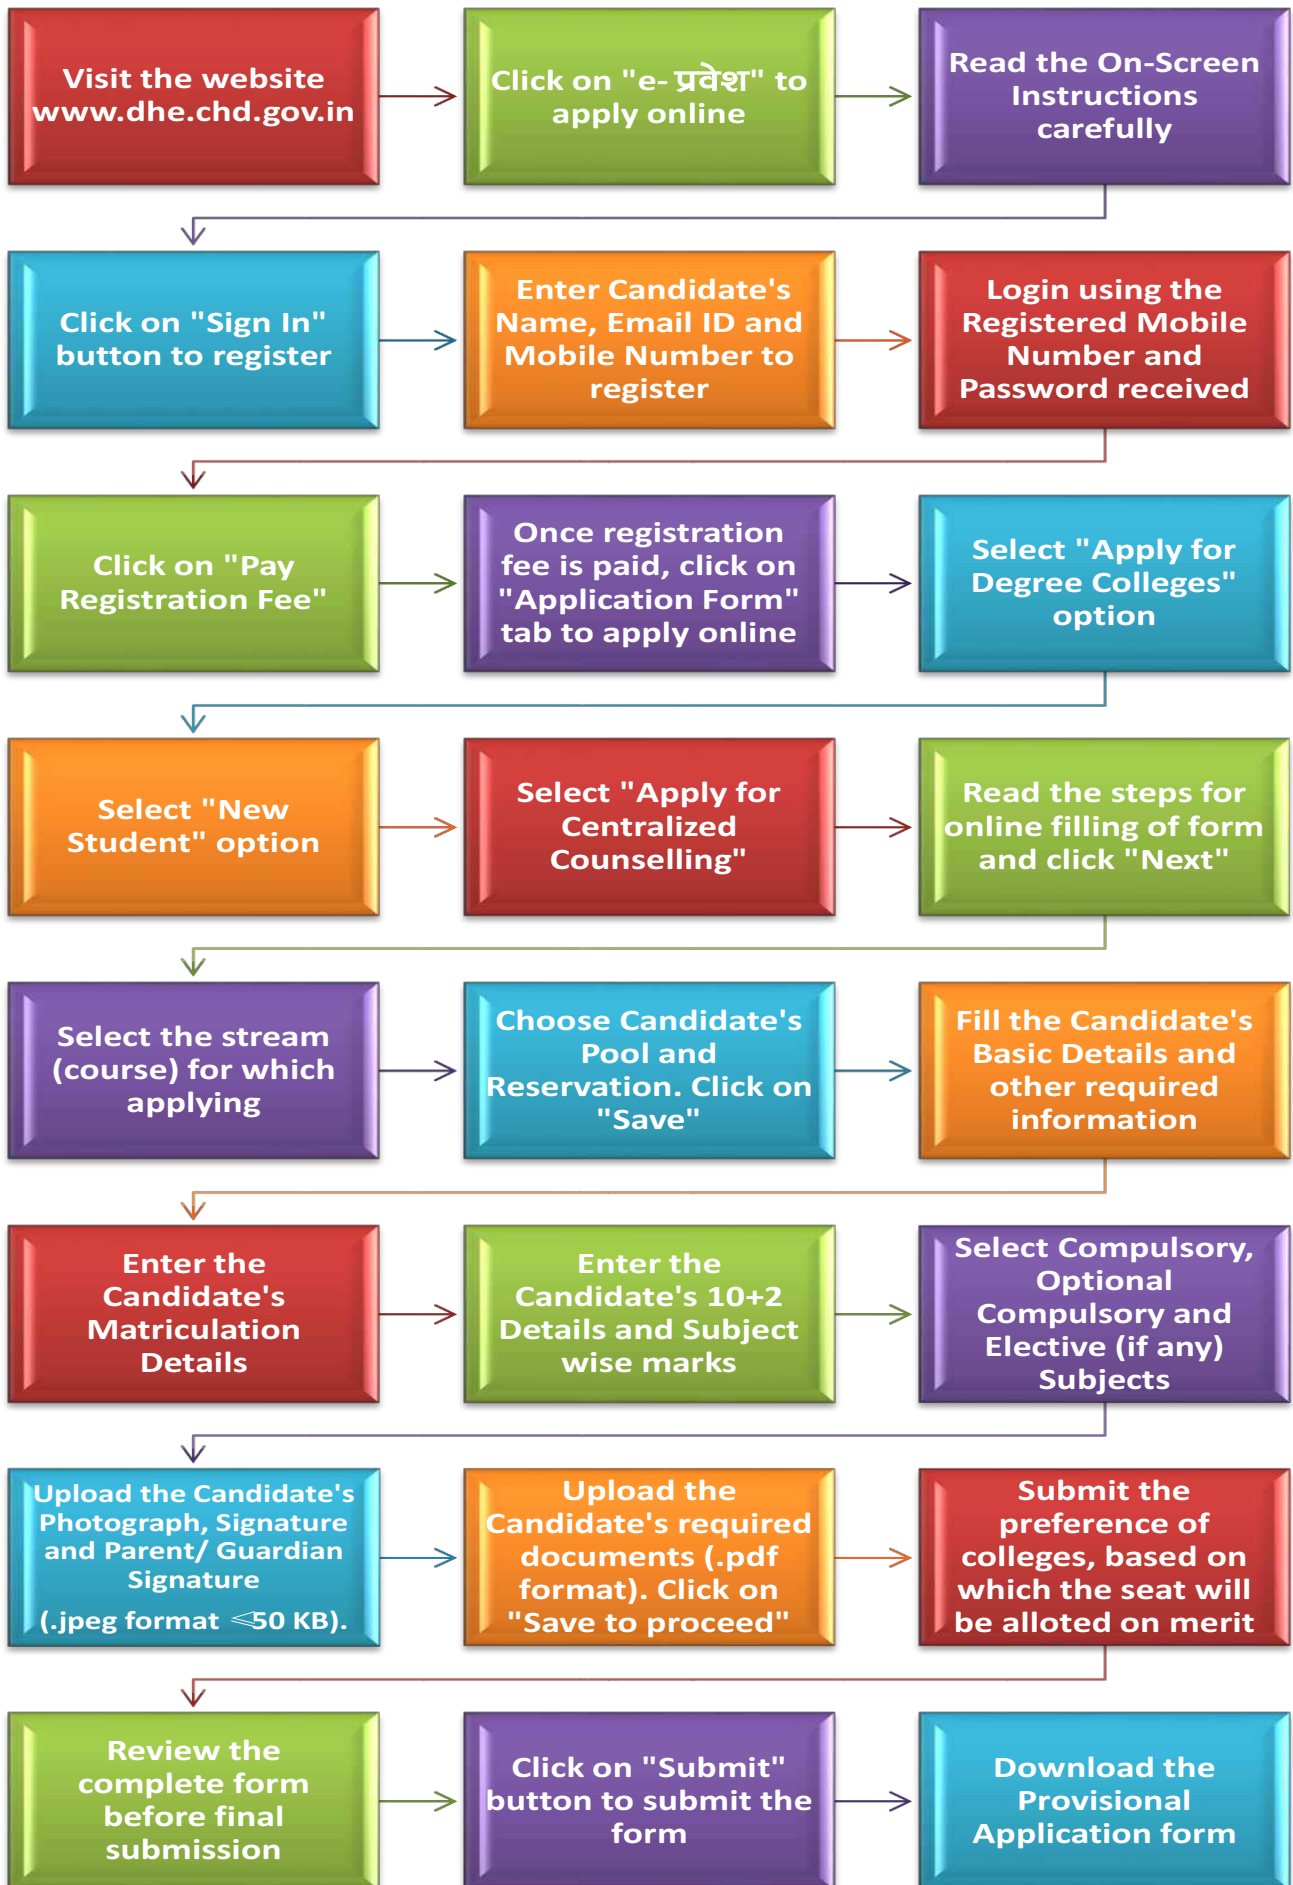 Visit the website
www.dhe.chd.gov.in
Click on "e- प्रवेश" to
apply online
Read the On-Screen
Instructions
carefully
Click on "Sign In"
button to register
Enter Candidate's
Name, Email ID and
Mobile Number to
register
Login using the
Registered Mobile
Number and
Password received
Click on "Pay
Registration Fee"
Once registration
fee is paid, click on
"Application Form"
tab to apply online
Select "Apply for
Degree Colleges"
option
Select "New
Student" option
Select "Apply for
Centralized
Counselling"
Read the steps for
online filling of form
and click "Next"
Select the stream
(course) for which
applying
Choose Candidate's
Pool and
Reservation. Click on
"Save"
Fill the Candidate's
Basic Details and
other required
information
Enter the
Candidate's
Matriculation
Details
Enter the
Candidate's 10+2
Details and Subject
wise marks
Select Compulsory,
Optional
Compulsory and
Elective (if any)
Subjects
Upload the Candidate's
Photograph, Signature
and Parent/ Guardian
Signature
(.jpeg format ⩽50 KB).
Upload the
Candidate's required
documents (.pdf
format). Click on
"Save to proceed"
Submit the
preference of
colleges, based on
which the seat will
be alloted on merit
Review the
complete form
before final
submission
Click on "Submit"
button to submit the
form
Download the
Provisional
Application form